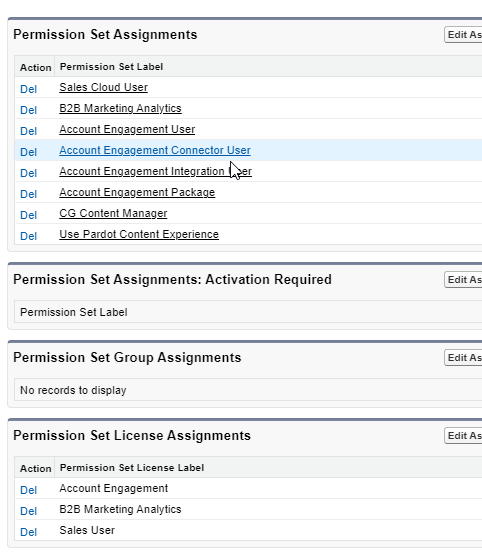 Permission Set Assignments
Edit As
Action Permission Set Label
Del Sales Cloud User
Del B2B Marketing Analytics
Del Account Engagement User
Del Account Engagement Connector User
Del Account Engagement Integration
Del Account Engagement Package
Del CG Content Manager
Del Use Pardot Content Experience
Permission Set Assignments: Activation Required
Edit As
Permission Set Label
Permission Set Group Assignments
Edit As
No records to display
Permission Set License Assignments
Edit As
Action Permission Set License Label
Del Account Engagement
Del B2B Marketing Analytics
Del Sales User